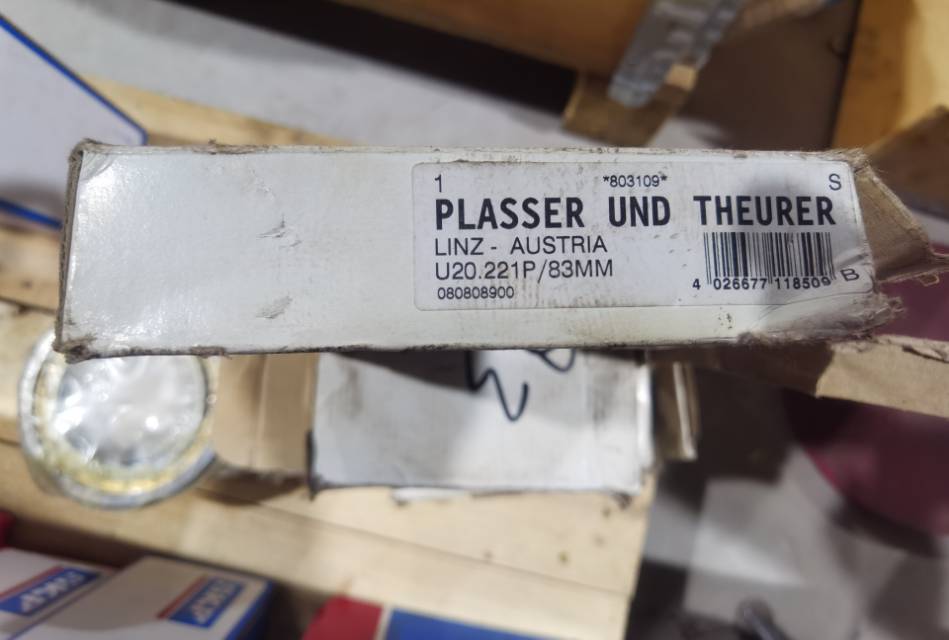 1 *803109* S
PLASSER UND THEURER
LINZ - AUSTRIA
U20.221P/83MM
080808900
4 026677 118509 B